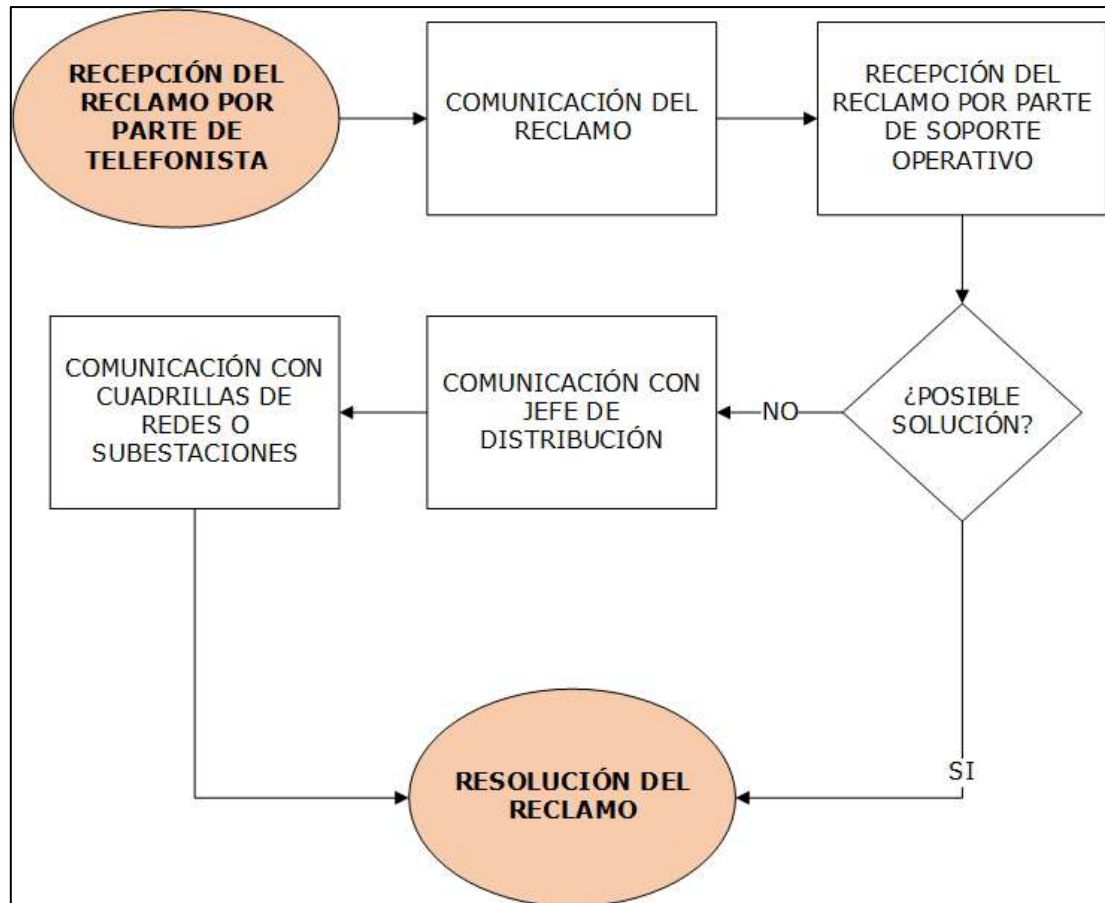 RECEPCIÓN DEL
RECLAMO POR
PARTE DE
TELEFONISTA
COMUNICACIÓN DEL
RECLAMO
RECEPCIÓN DEL
RECLAMO POR PARTE
DE SOPORTE
OPERATIVO
¿POSIBLE
SOLUCIÓN?
NO
COMUNICACIÓN CON
JEFE DE
DISTRIBUCIÓN
COMUNICACIÓN CON
CUADRILLAS DE
REDES O
SUBESTACIONES
SI
RESOLUCIÓN DEL
RECLAMO